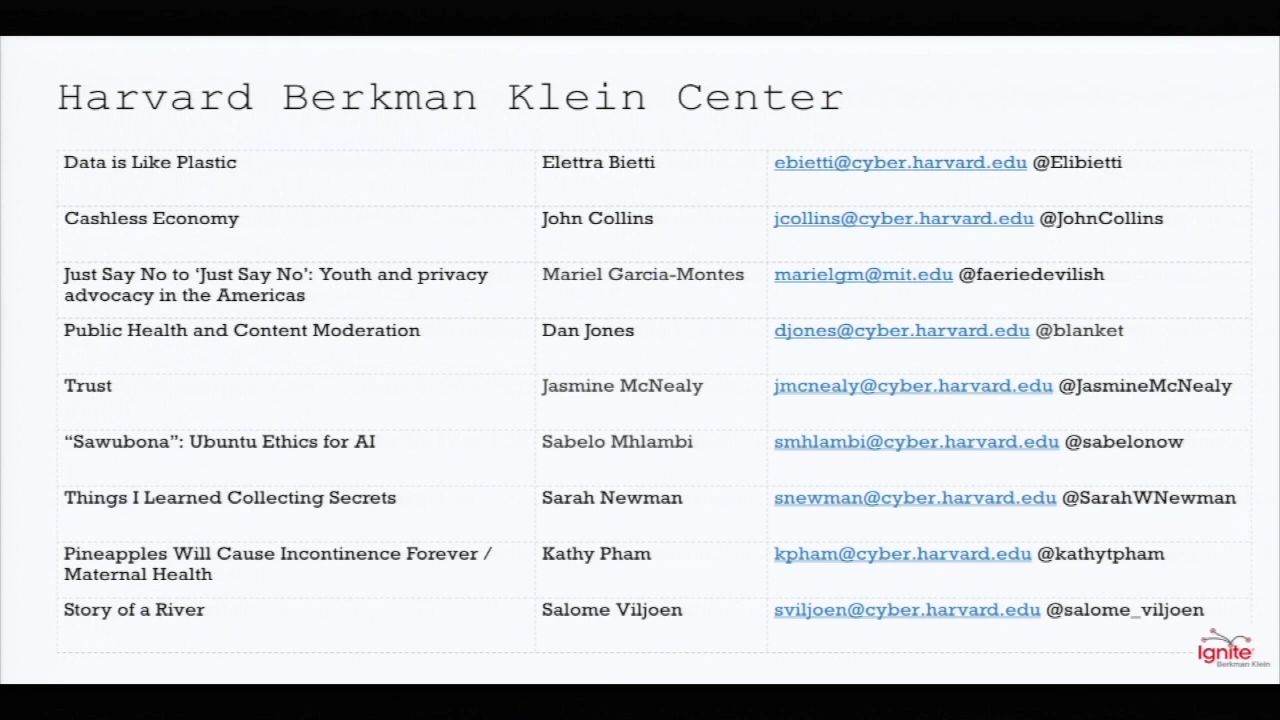 Harvard Berkman Klein Center
Data is Like Plastic
Elettra Bietti
ebietti@cyber.harvard.edu @Elibietti
Cashless Economy
John Collins
jcollins@cyber.harvard.edu @JohnCollins
Just Say No to ‘Just Say No’: Youth and privacy
advocacy in the Americas
Mariel Garcia-Montes
marielgm@mit.edu @faeriedevilish
Public Health and Content Moderation
Dan Jones
djones@cyber.harvard.edu @blanket
Trust
Jasmine McNealy
jmcnealy@cyber.harvard.edu @JasmineMcNealy
“Sawubona”: Ubuntu Ethics for AI
Sabelo Mhlambi
smhlambi@cyber.harvard.edu @sabelonow
Things I Learned Collecting Secrets
Sarah Newman
snewman@cyber.harvard.edu @SarahWNewman
Pineapples Will Cause Incontinence Forever /
Maternal Health
Kathy Pham
kpham@cyber.harvard.edu @kathytpham
Story of a River
Salome Viljoen
sviljoen@cyber.harvard.edu @salome_viljoen
Ignite
Berkman Klein